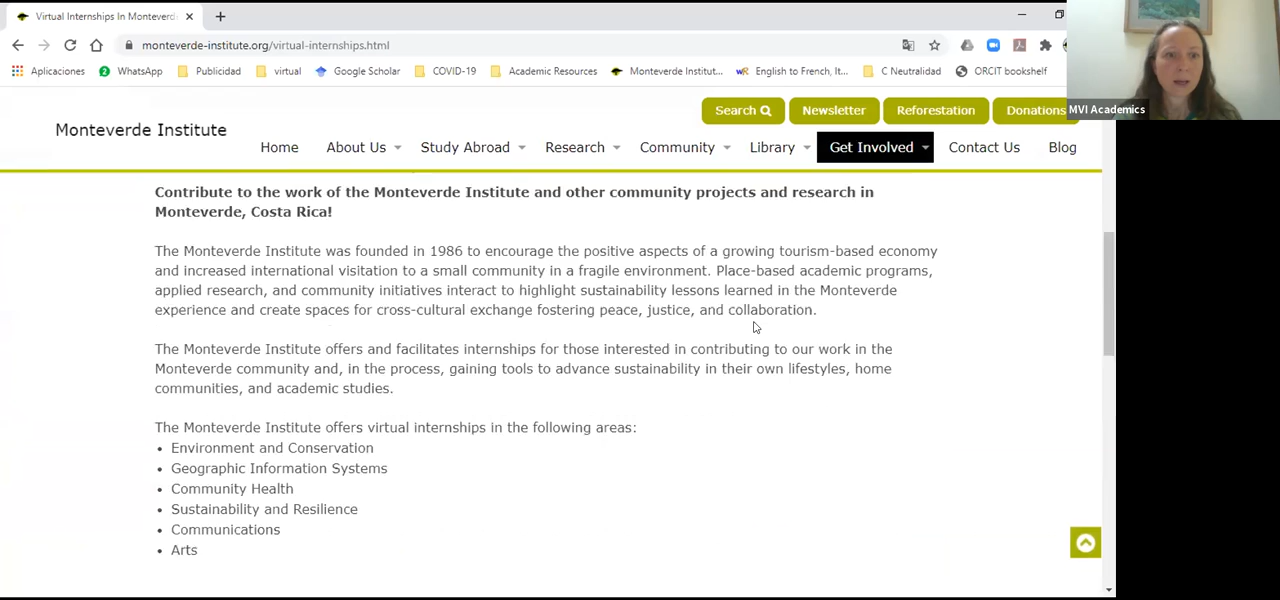 Virtual Internships In Monteverde
monteverde-institute.org/virtual-internships.html
Aplicaciones
2 WhatsApp
Publicidad
virtual
Google Scholar
COVID-19
Academic Resources
Monteverde Institut...
WR English to French, It...
C Neutralidad
ORCIT bookshelf
MVI Academics
Search
Newsletter
Reforestation
Donations
Monteverde Institute
Home
About Us
Study Abroad
Research
Community
Library
Get Involved
Contact Us
Blog
Contribute to the work of the Monteverde Institute and other community projects and research in
Monteverde, Costa Rica!
The Monteverde Institute was founded in 1986 to encourage the positive aspects of a growing tourism-based economy
and increased international visitation to a small community in a fragile environment. Place-based academic programs,
applied research, and community initiatives interact to highlight sustainability lessons learned in the Monteverde
experience and create spaces for cross-cultural exchange fostering peace, justice, and collaboration.
The Monteverde Institute offers and facilitates internships for those interested in contributing to our work in the
Monteverde community and, in the process, gaining tools to advance sustainability in their own lifestyles, home
communities, and academic studies.
The Monteverde Institute offers virtual internships in the following areas:
• Environment and Conservation
• Geographic Information Systems
• Community Health
• Sustainability and Resilience
• Communications
• Arts